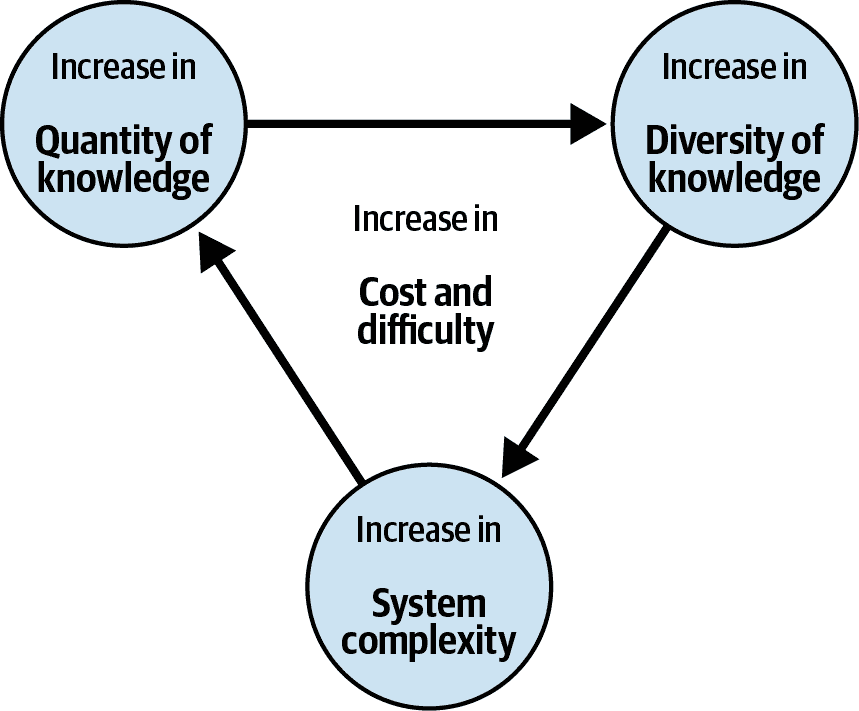 Increase in
Quantity of
knowledge
Increase in
Diversity of
knowledge
Increase in
Cost and
difficulty
Increase in
System
complexity